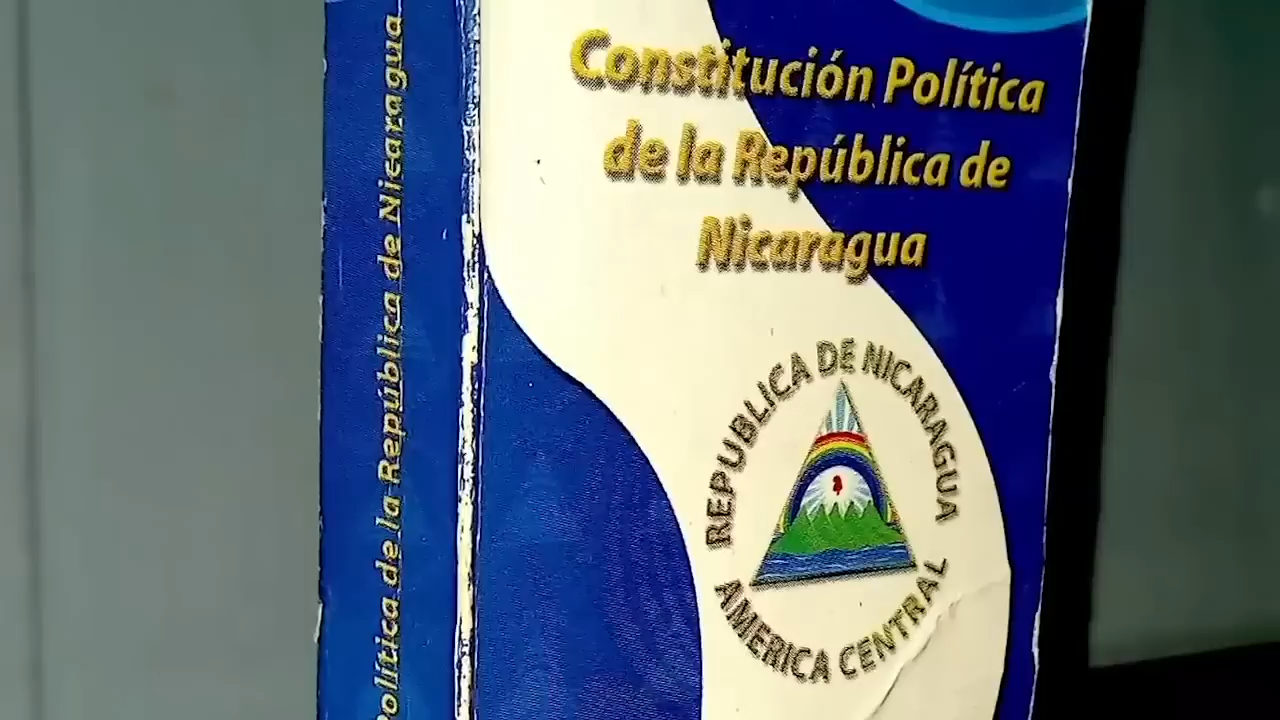 Constitución Política
de la República de
Nicaragua
REPUBLICA DE NICARAGUA
AMERICA CENTRAL
Política de la República de Nicaragua